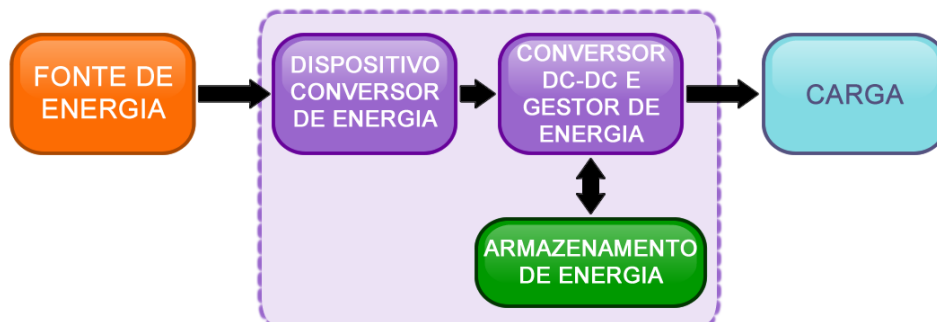 FONTE DE
ENERGIA
DISPOSITIVO
CONVERSOR
DE ENERGIA
CONVERSOR
DC-DC E
GESTOR DE
ENERGIA
CARGA
ARMAZENAMENTO
DE ENERGIA